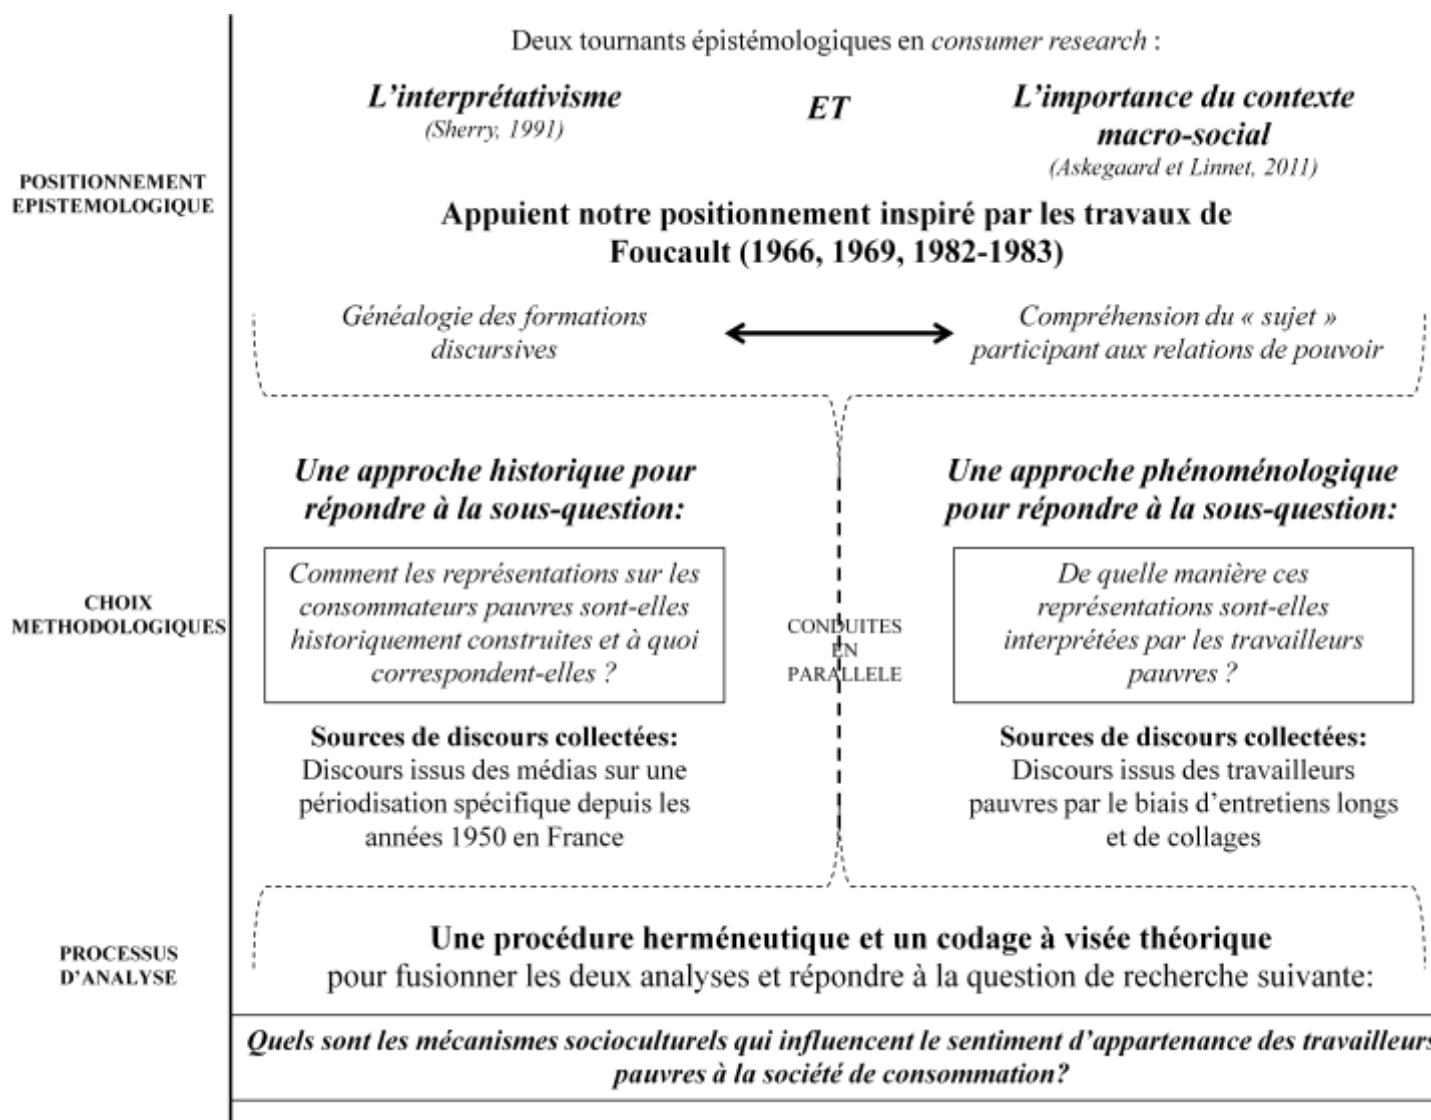 Deux tournants épistémologiques en consumer research :
L'interprétativisme
(Sherry, 1991)
ET
L'importance du contexte
macro-social
(Askegaard et Linnet, 2011)
POSITIONNEMENT
EPISTEMOLOGIQUE
Appuient notre positionnement inspiré par les travaux de
Foucault (1966, 1969, 1982-1983)
Généalogie des formations
discursives
Compréhension du « sujet »
participant aux relations de pouvoir
Une approche historique pour
répondre à la sous-question:
Une approche phénoménologique
pour répondre à la sous-question:
CHOIX
METHODOLOGIQUES
Comment les représentations sur les
consommateurs pauvres sont-elles
historiquement construites et à quoi
correspondent-elles ?
CONDUITES
EN
PARALLELE
De quelle manière ces
représentations sont-elles
interprétées par les travailleurs
pauvres ?
Sources de discours collectées:
Discours issus des médias sur une
périodisation spécifique depuis les
années 1950 en France
Sources de discours collectées:
Discours issus des travailleurs
pauvres par le biais d'entretiens longs
et de collages
PROCESSUS
D'ANALYSE
Une procédure herméneutique et un codage à visée théorique
pour fusionner les deux analyses et répondre à la question de recherche suivante:
Quels sont les mécanismes socioculturels qui influencent le sentiment d'appartenance des travailleurs
pauvres à la société de consommation?